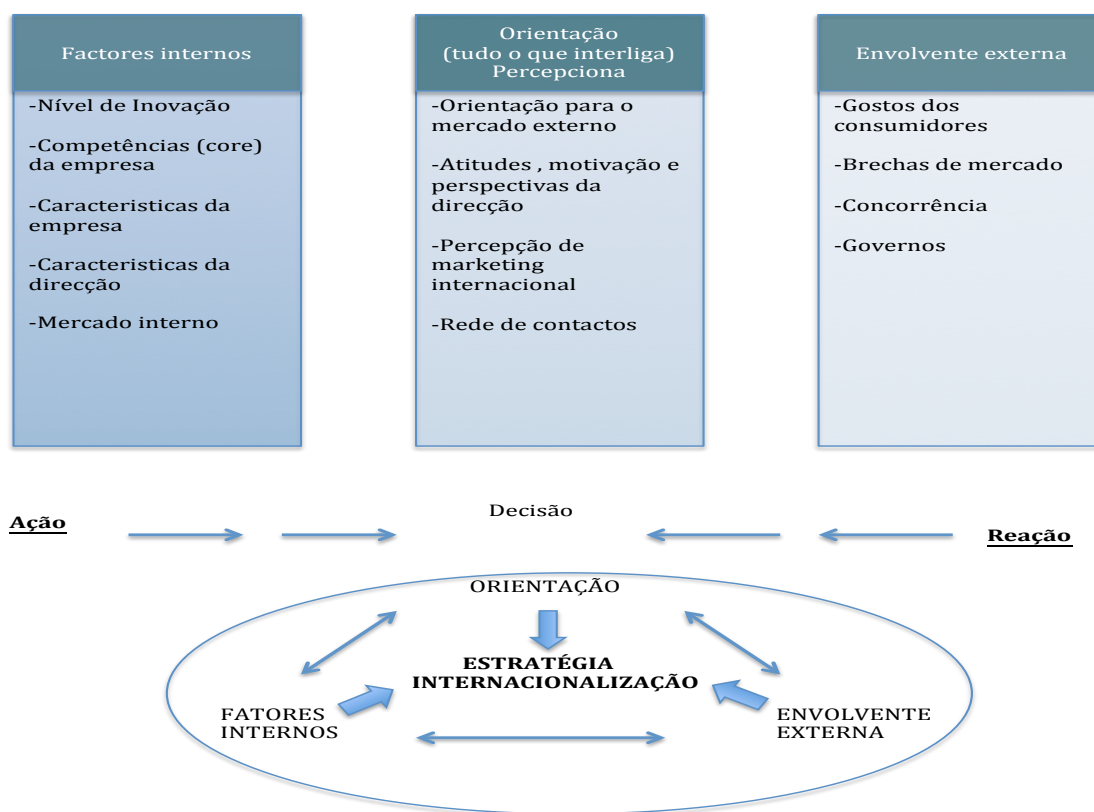 Factores internos
-Nível de Inovação
-Competências (core)
da empresa
-Caracteristicas da
empresa
-Caracteristicas da
direcção
-Mercado interno
Orientação
(tudo o que interliga)
Percepciona
-Orientação para o
mercado externo
-Atitudes , motivação e
perspectivas da
direcção
-Percepção de
marketing
internacional
-Rede de contactos
Envolvente externa
-Gostos dos
consumidores
-Brechas de mercado
-Concorrência
-Governos
Ação
Decisão
Reação
ORIENTAÇÃO
ESTRATÉGIA
INTERNACIONALIZAÇÃO
FATORES
INTERNOS
ENVOLVENTE
EXTERNA